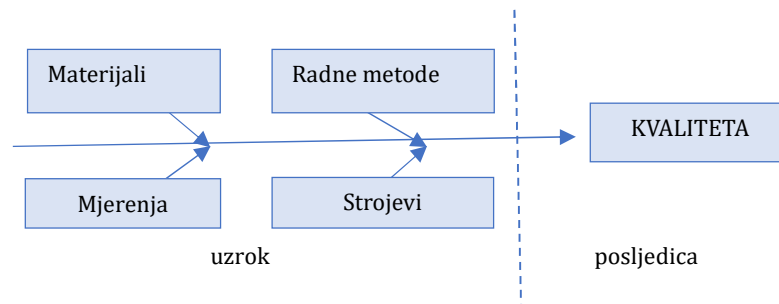 Materijali
Radne metode
KVALITETA
Mjerenja
Strojevi
uzrok
posljedica